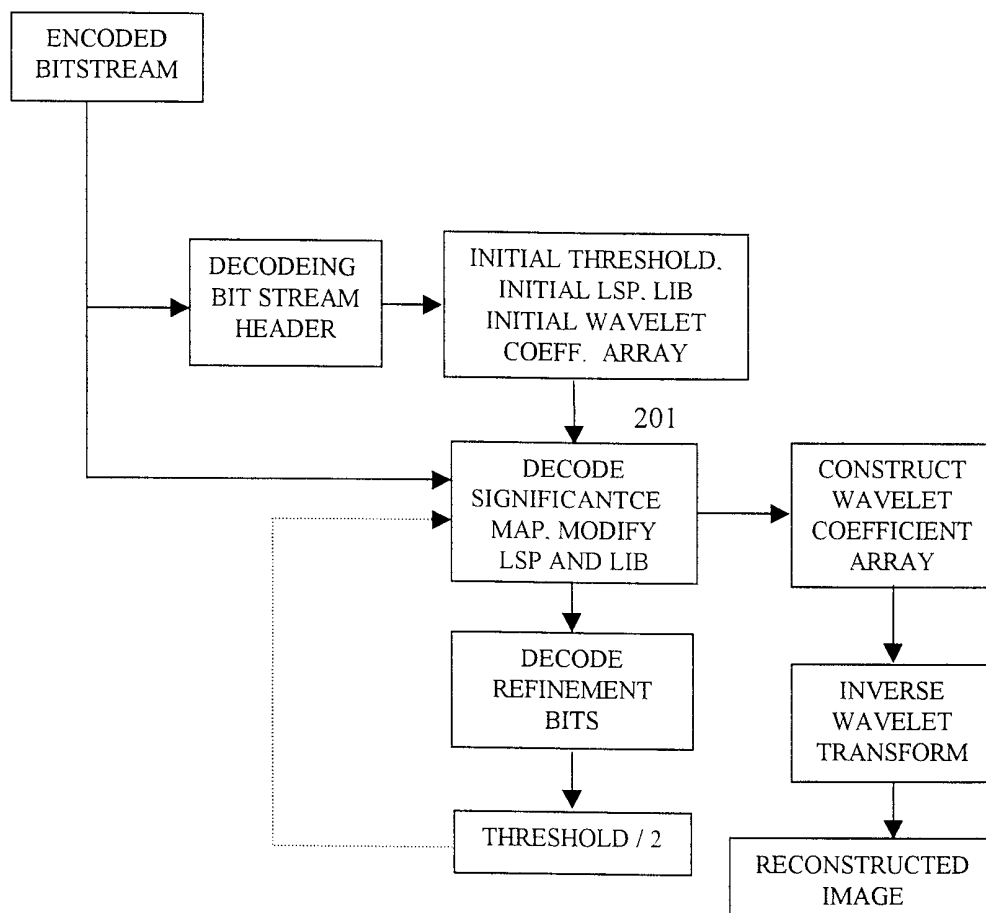 ENCODED
BITSTREAM
DECODEING
BIT STREAM
HEADER
INITIAL THRESHOLD.
INITIAL LSP. LIB
INITIAL WAVELET
COEFF. ARRAY
201
DECODE
SIGNIFICANTCE
MAP. MODIFY
LSP AND LIB
CONSTRUCT
WAVELET
COEFFICIENT
ARRAY
DECODE
REFINEMENT
BITS
INVERSE
WAVELET
TRANSFORM
THRESHOLD / 2
RECONSTRUCTED
IMAGE